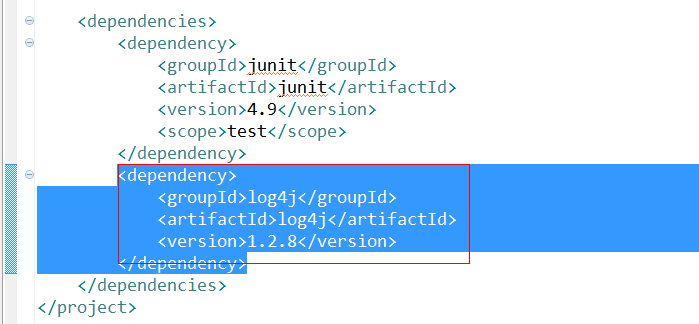 <dependencies>
<dependency>
<groupId>junit</groupId>
<artifactId>junit</artifactId>
<version>4.9</version>
<scope>test</scope>
</dependency>
<dependency>
<groupId>log4j</groupId>
<artifactId>log4j</artifactId>
<version>1.2.8</version>
</dependency>
</dependencies>
</project>